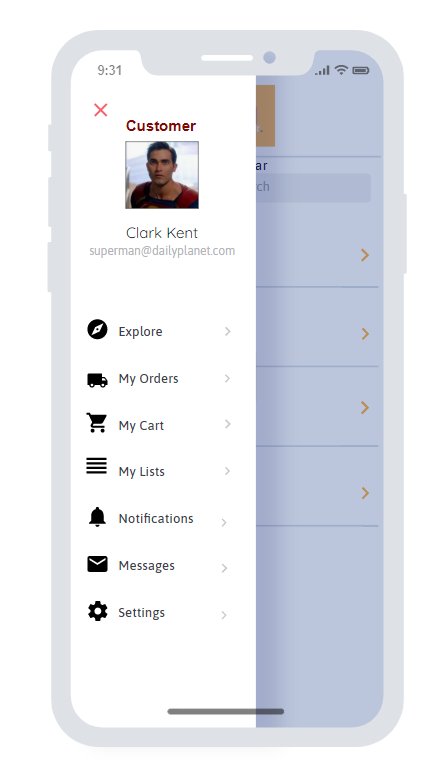 9:31
Customer
Clark Kent
superman@dailyplanet.com
Explore
My Orders
My Cart
My Lists
Notifications
Messages
Settings
ar
ch